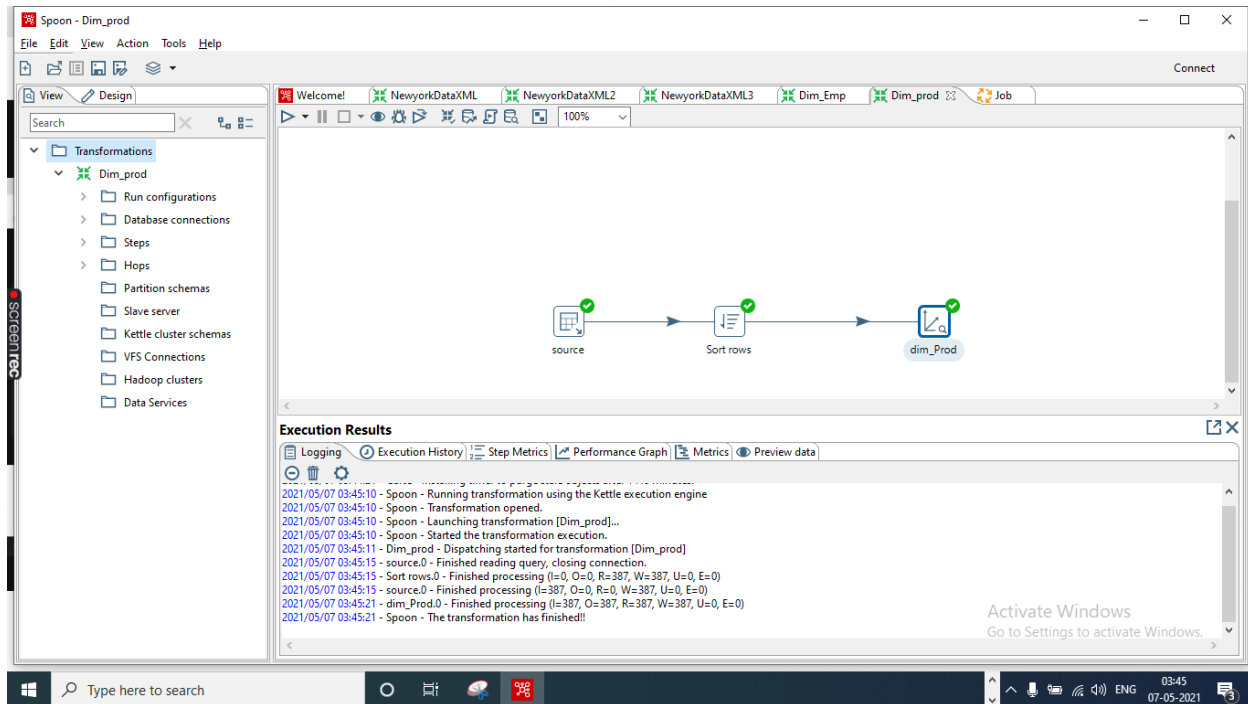 Spoon - Dim_prod
File Edit View Action Tools Help
Connect
View Design
Welcome! NewyorkDataXML NewyorkDataXML2 NewyorkDataXML3 Dim_Emp Dim_prod Job
Search
100%
Transformations
Dim_prod
Run configurations
Database connections
Steps
Hops
Partition schemas
Slave server
Kettle cluster schemas
VFS Connections
Hadoop clusters
Data Services
screenrec
source Sort rows dim_Prod
Execution Results
Logging Execution History Step Metrics Performance Graph Metrics Preview data
2021/05/07 03:45:10 - Spoon - Running transformation using the Kettle execution engine
2021/05/07 03:45:10 - Spoon - Transformation opened.
2021/05/07 03:45:10 - Spoon - Launching transformation [Dim_prod]...
2021/05/07 03:45:10 - Spoon - Started the transformation execution.
2021/05/07 03:45:11 - Dim_prod - Dispatching started for transformation [Dim_prod]
2021/05/07 03:45:15 - source.0 - Finished reading query, closing connection.
2021/05/07 03:45:15 - Sort rows.0 - Finished processing (I=0, O=0, R=387, W=387, U=0, E=0)
2021/05/07 03:45:15 - source.0 - Finished processing (I=387, O=0, R=0, W=387, U=0, E=0)
2021/05/07 03:45:21 - dim_Prod.0 - Finished processing (I=387, O=387, R=387, W=387, U=0, E=0)
2021/05/07 03:45:21 - Spoon - The transformation has finished!!
Activate Windows
Go to Settings to activate Windows.
Type here to search
ENG
03:45
07-05-2021
3